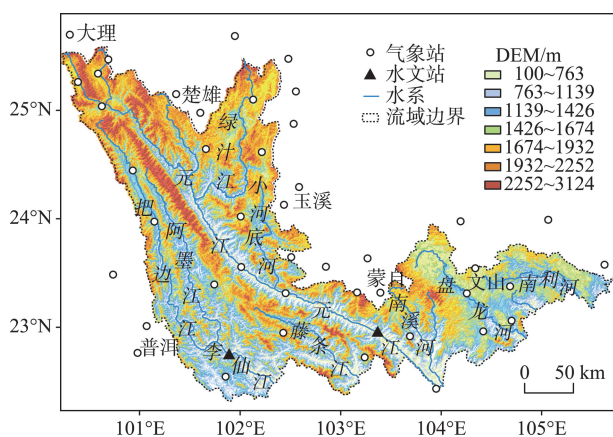 大理
楚雄
玉溪
蒙自
文山
普洱
绿汁江
元江
小河底河
把边江
阿墨江
李仙江
藤条江
元江
南溪河
盘龙河
南利河
气象站
水文站
水系
流域边界
DEM/m
100~763
763~1139
1139~1426
1426~1674
1674~1932
1932~2252
2252~3124
25°N
24°N
23°N
0 50 km
101°E 102°E 103°E 104°E 105°E